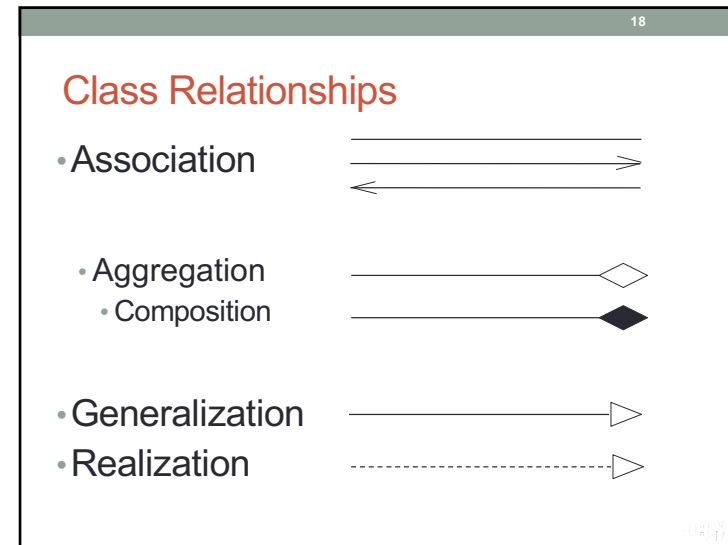 18
Class Relationships
•Association
•Aggregation
•Composition
•Generalization
•Realization